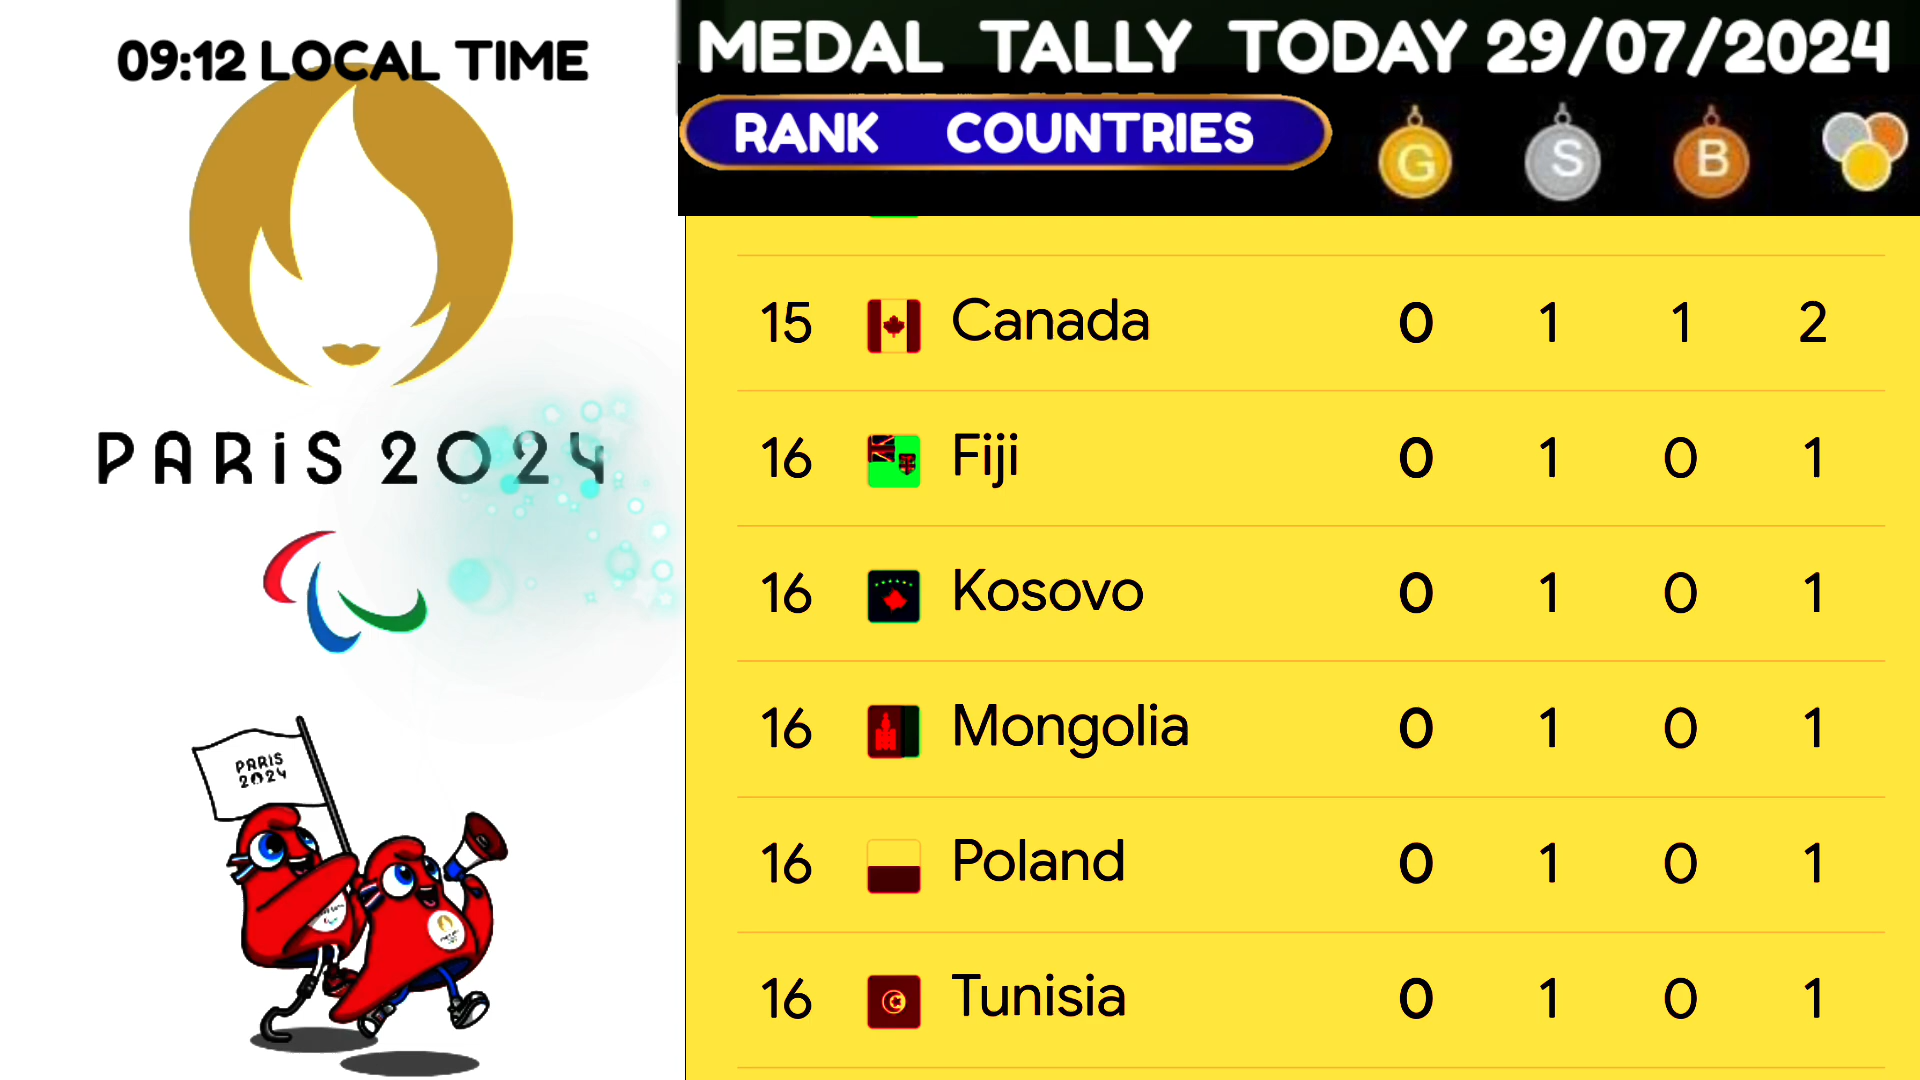 09:12 LOCAL TIME
PARIS 2024
PARIS
2024
MEDAL TALLY TODAY 29/07/2024
RANK COUNTRIES G S B
15 Canada 0 1 1 2
16 Fiji 0 1 0 1
16 Kosovo 0 1 0 1
16 Mongolia 0 1 0 1
16 Poland 0 1 0 1
16 Tunisia 0 1 0 1